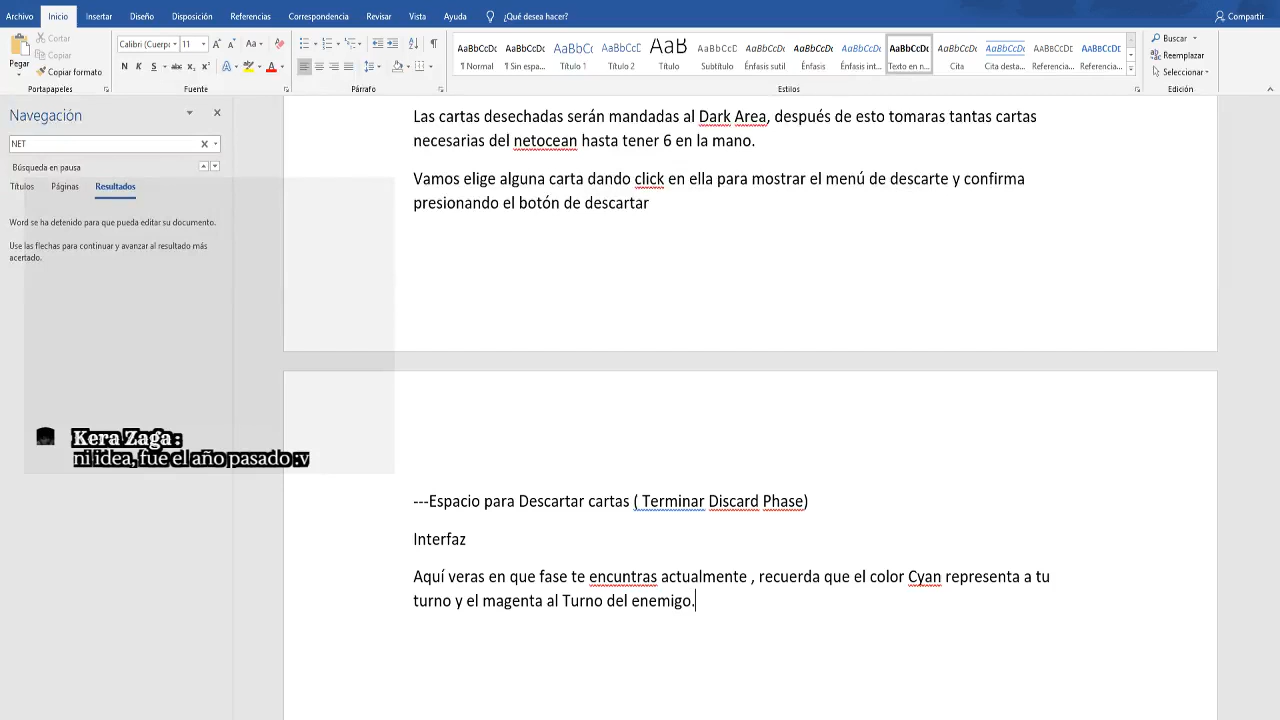 Archivo Inicio Insertar Diseño Disposición Referencias Correspondencia Revisar Vista Ayuda ¿Qué desea hacer? Compartir
Pegar Cortar
Copiar
Copiar formato
Portapapeles
Calibri (Cuerpo 11 A A Aa
N K S abc x₂ x² A A
Fuente
Párrafo
AaBbCcDc AaBbCcDc AaBbC( AaBbCcD AaB AaBbCcD AaBbCcDc AaBbCcDc AaBbCcDc AaBbCcDc AaBbCcDc AaBbCcDc AaBbCcDc AaBbCcDc
¶ Normal ¶ Sin espa... Título 1 Título 2 Título Subtítulo Énfasis sutil Énfasis Énfasis int... Texto en n... Cita Cita desta... Referencia... Referencia...
Estilos
Buscar
Reemplazar
Seleccionar
Edición
Navegación
NET
Búsqueda en pausa
Títulos Páginas Resultados
Word se ha detenido para que pueda editar su documento.
Use las flechas para continuar y avanzar al resultado más
acertado.
Las cartas desechadas serán mandadas al Dark Area, después de esto tomaras tantas cartas
necesarias del netocean hasta tener 6 en la mano.
Vamos elige alguna carta dando click en ella para mostrar el menú de descarte y confirma
presionando el botón de descartar
Kera Zaga :
ni idea, fue el año pasado :v
---Espacio para Descartar cartas ( Terminar Discard Phase)
Interfaz
Aquí veras en que fase te encuntras actualmente , recuerda que el color Cyan representa a tu
turno y el magenta al Turno del enemigo.